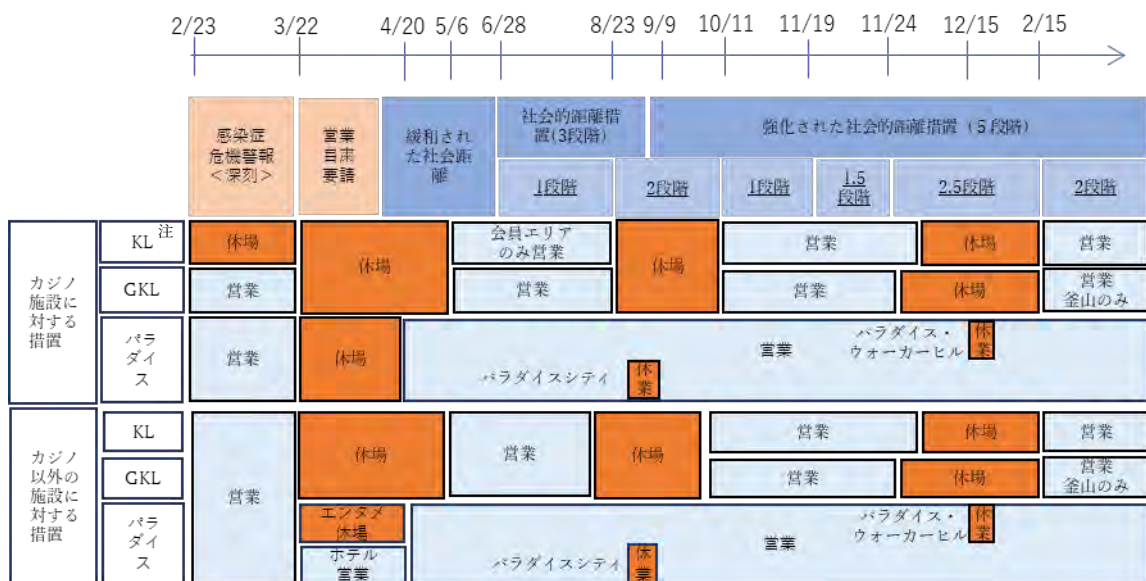 2/23
3/22
4/20
5/6
6/28
8/23
9/9
10/11
11/19
11/24
12/15
2/15
感染症
危機警報
<深刻>
営業
自粛
要請
緩和され
た社会距
離
社会的距離措
置(3段階)
強化された社会的距離措置（5段階）
1段階
2段階
1段階
1.5
段階
2.5段階
2段階
カジノ
施設に
対する
措置
KL 注
休場
休場
会員エリア
のみ営業
休場
営業
休場
営業
GKL
営業
営業
営業
休場
営業
釜山のみ
パラ
ダイ
ス
営業
休場
パラダイスシティ
休
業
営業
パラダイス・
ウォーカーヒル
休
業
カジノ
以外の
施設に
対する
措置
KL
営業
休場
営業
休場
営業
休場
営業
GKL
営業
休場
営業
釜山のみ
パラ
ダイ
ス
エンタメ
休場
ホテル
営業
パラダイスシティ
休
業
営業
パラダイス・
ウォーカーヒル
休
業